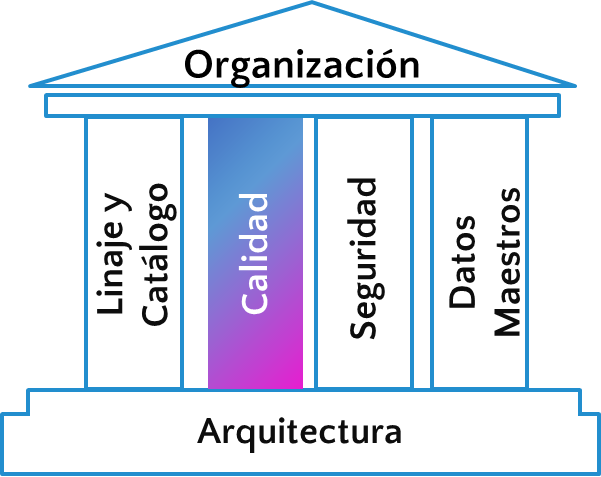 Organización
Linaje y
Catálogo
Calidad
Seguridad
Datos
Maestros
Arquitectura